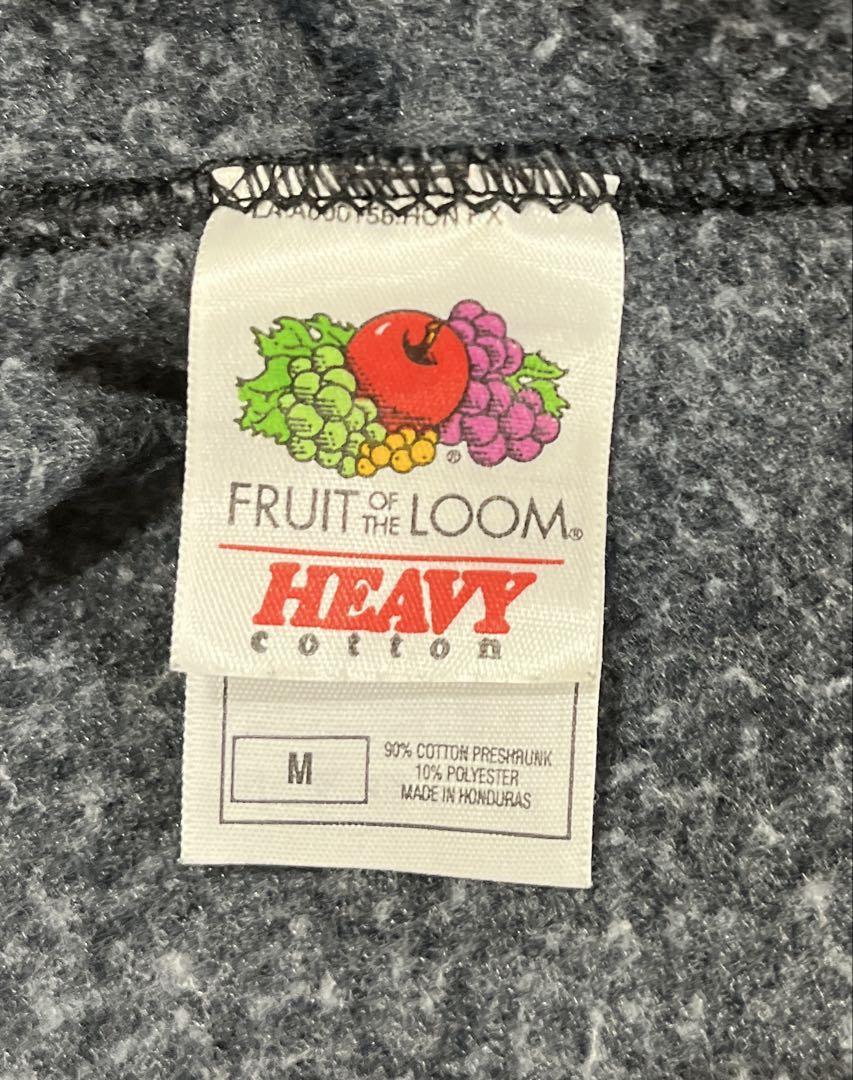 ®
FRUIT OF THE LOOM®
HEAVY
cotton
M
90% COTTON PRESHRUNK
10% POLYESTER
MADE IN HONDURAS